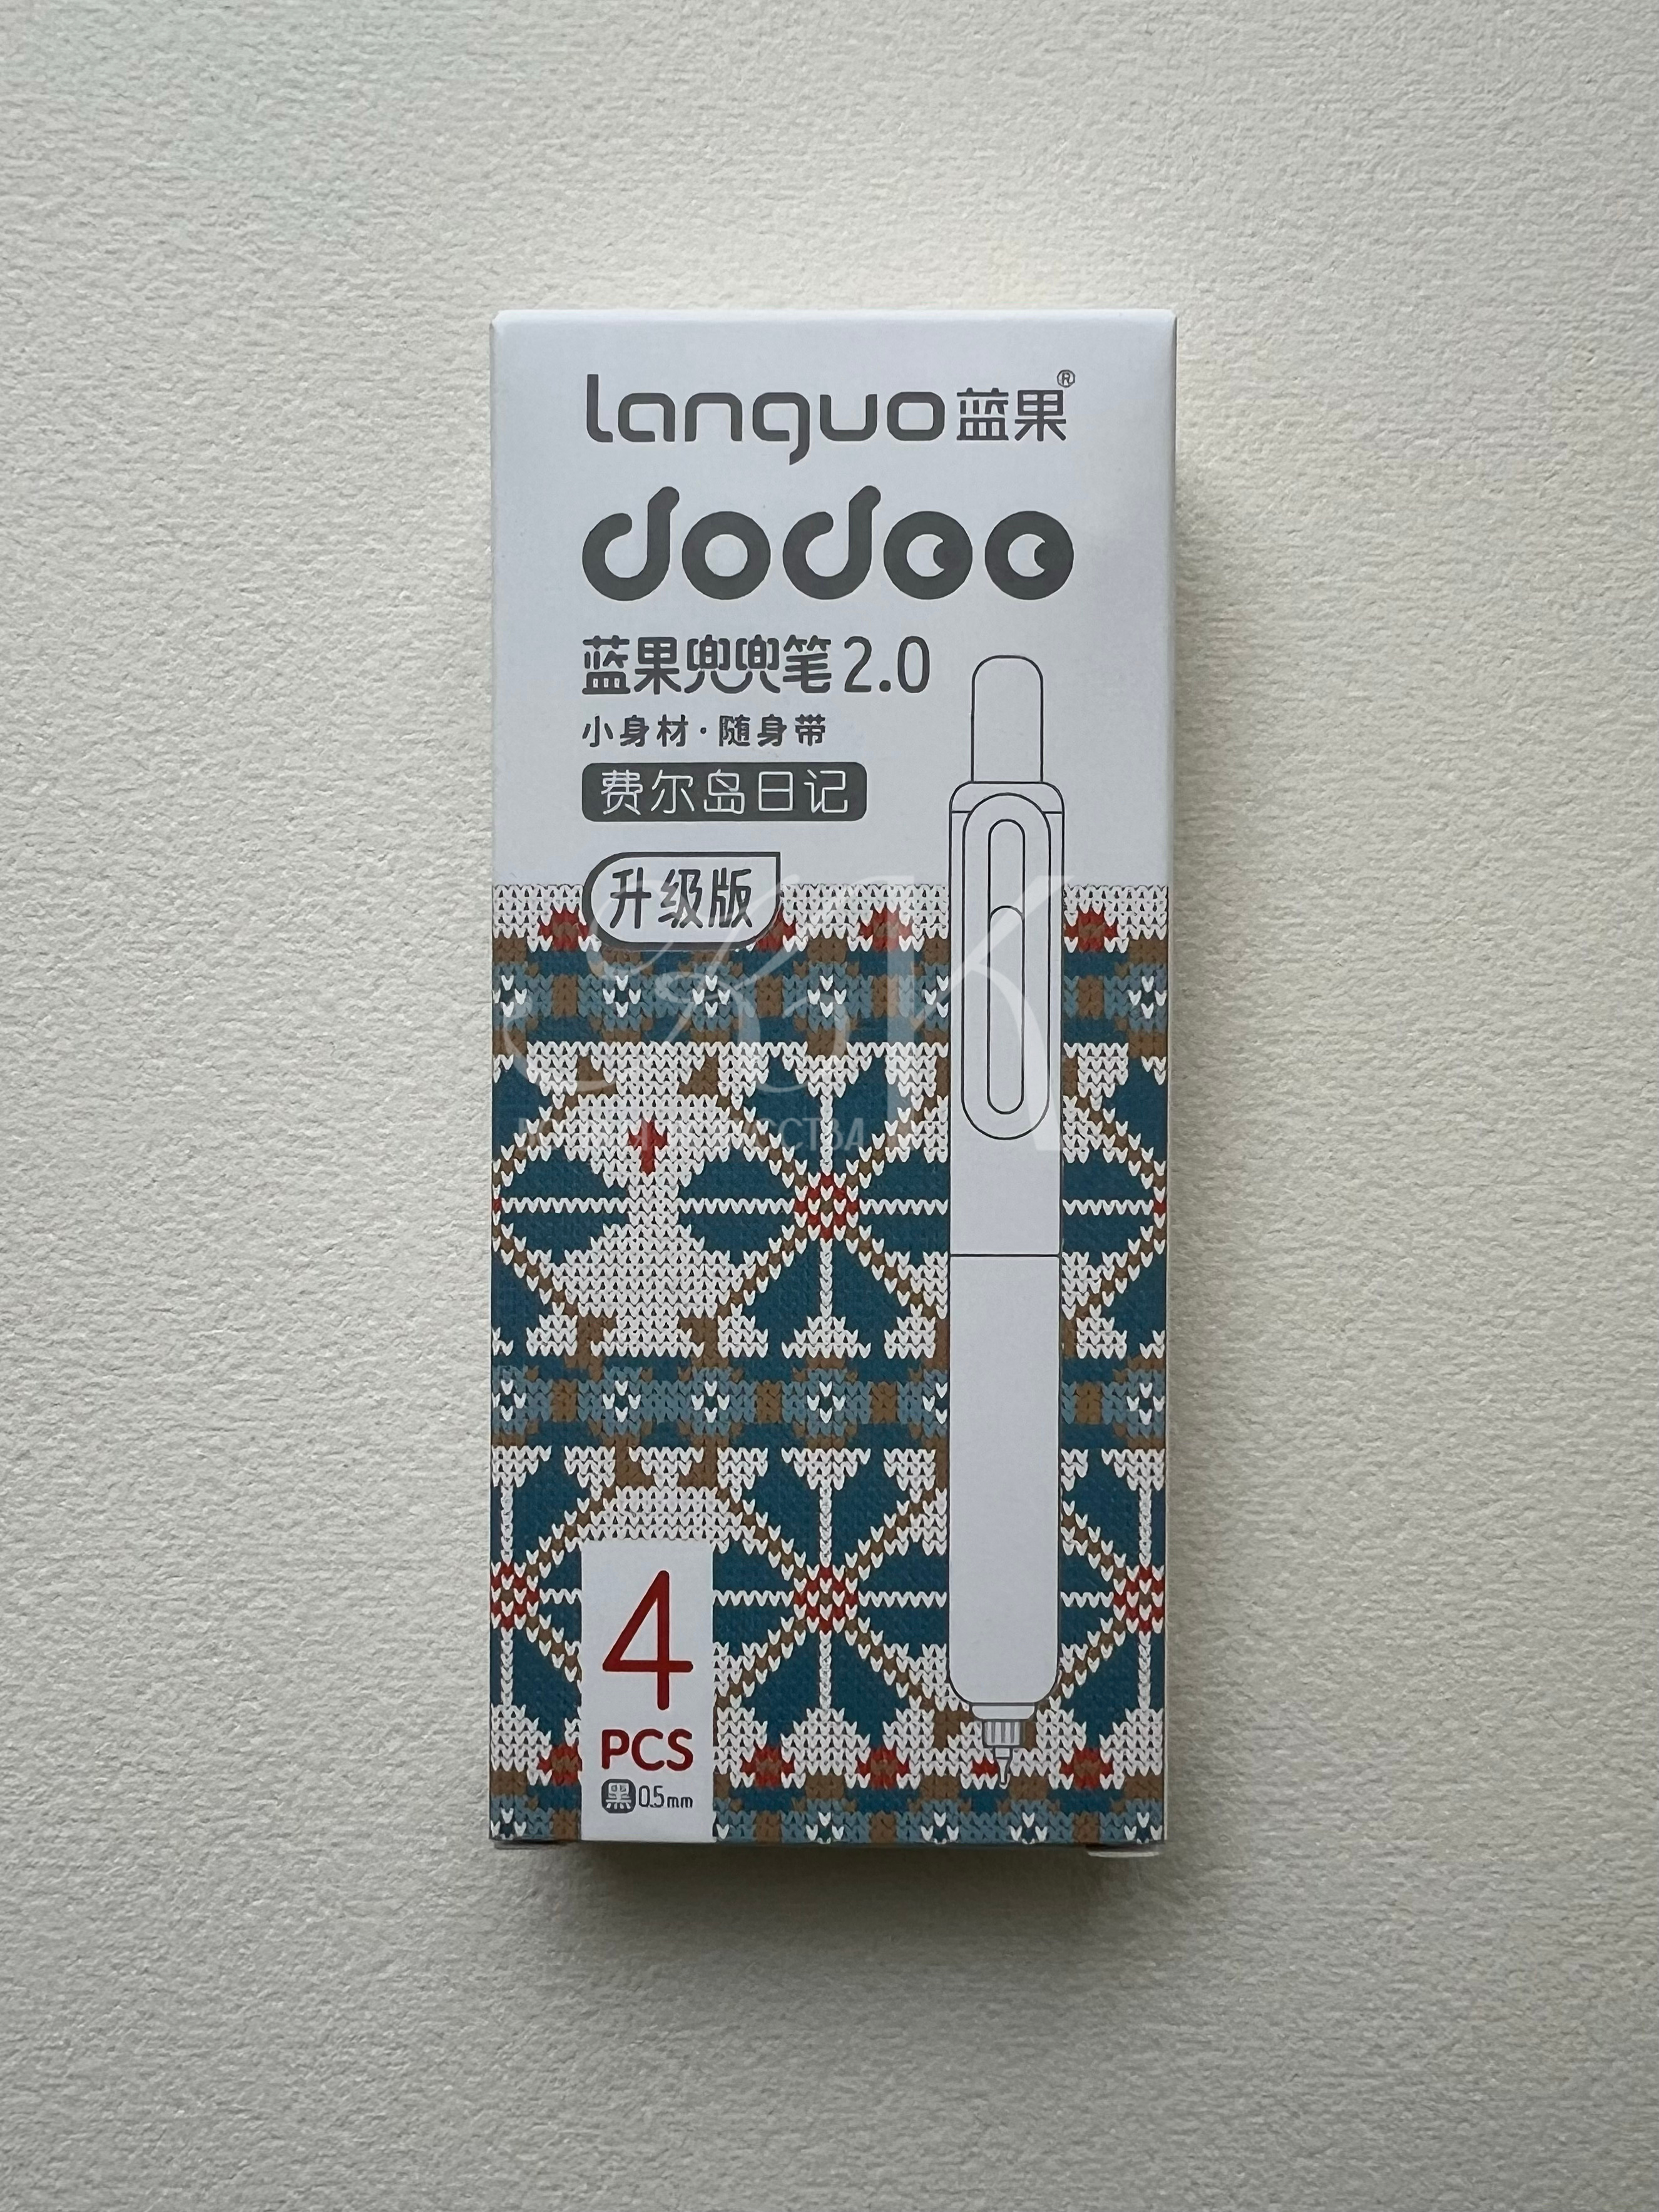 languo蓝果®
dodoo
蓝果兜兜笔2.0
小身材·随身带
费尔岛日记
升级版
4
PCS
黑0.5mm